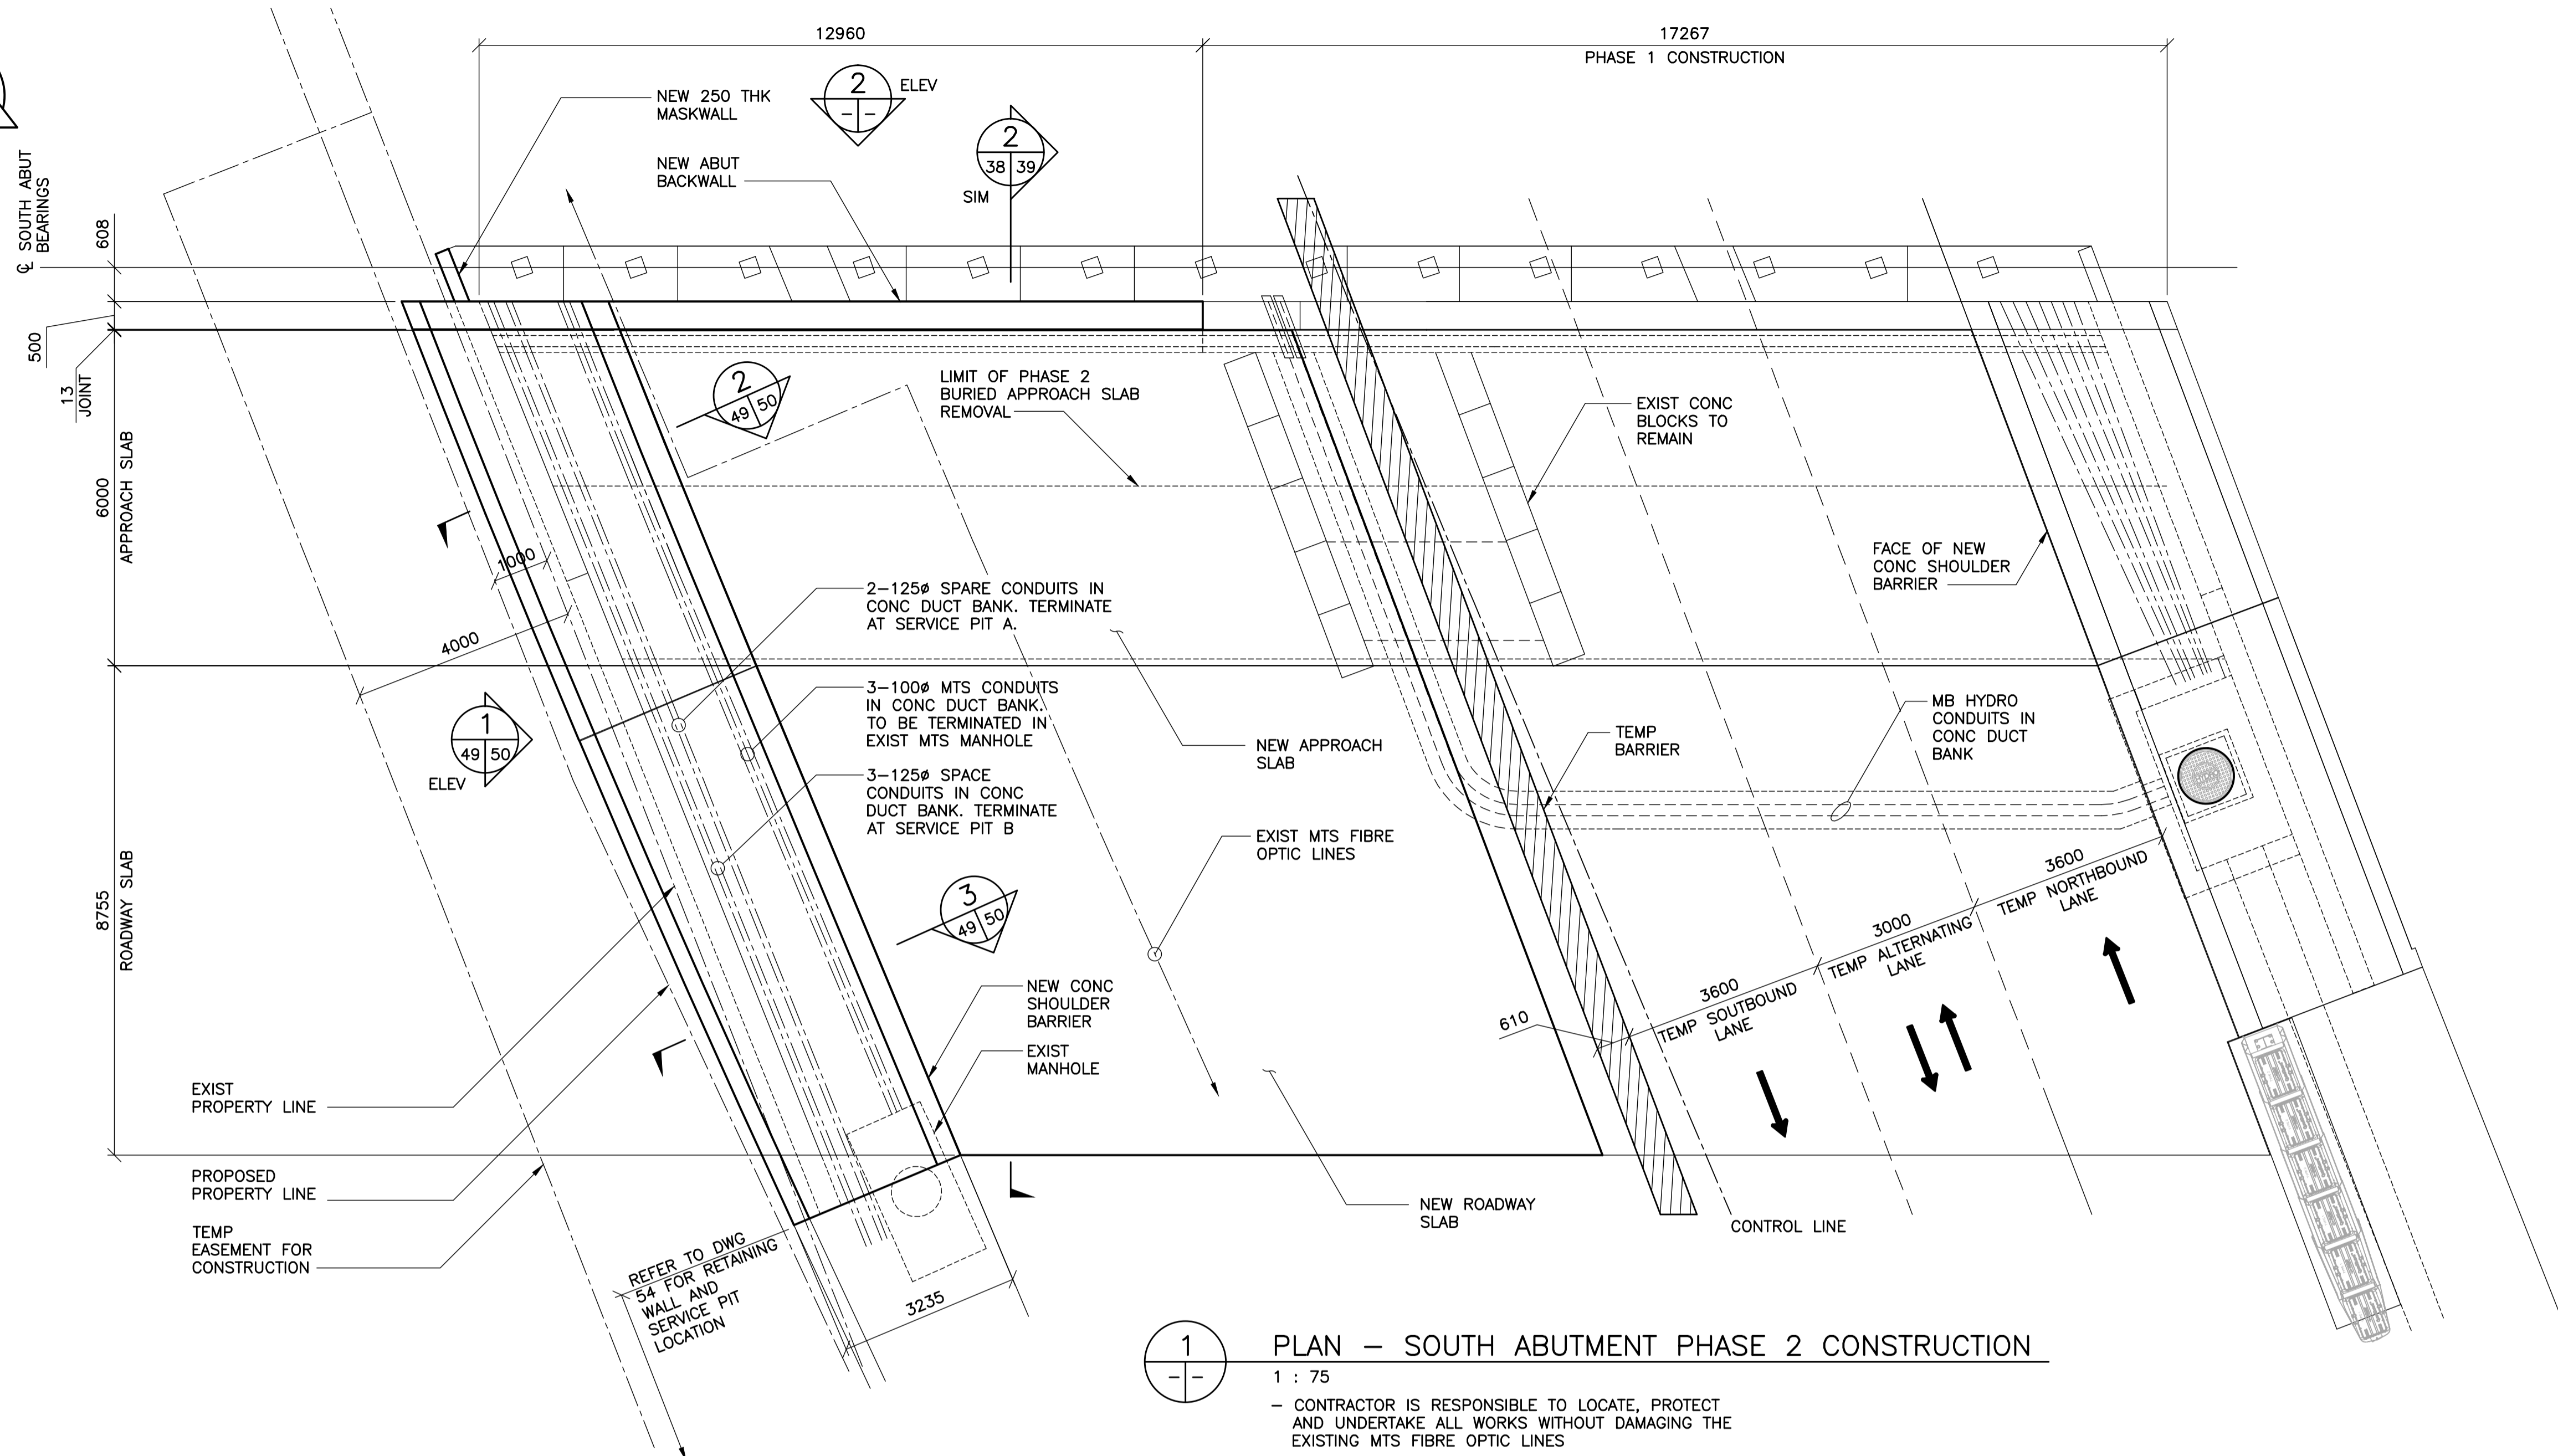 12960
17267
PHASE 1 CONSTRUCTION
NEW 250 THK
MASKWALL
2
- -
ELEV
NEW ABUT
BACKWALL
2
38 39
SIM
℄ SOUTH ABUT
BEARINGS
608
500
13
JOINT
6000
APPROACH SLAB
8755
ROADWAY SLAB
2
49 50
LIMIT OF PHASE 2
BURIED APPROACH SLAB
REMOVAL
EXIST CONC
BLOCKS TO
REMAIN
FACE OF NEW
CONC SHOULDER
BARRIER
1000
4000
2-125ø SPARE CONDUITS IN
CONC DUCT BANK. TERMINATE
AT SERVICE PIT A.
3-100ø MTS CONDUITS
IN CONC DUCT BANK.
TO BE TERMINATED IN
EXIST MTS MANHOLE
3-125ø SPACE
CONDUITS IN CONC
DUCT BANK. TERMINATE
AT SERVICE PIT B
1
49 50
ELEV
NEW APPROACH
SLAB
EXIST MTS FIBRE
OPTIC LINES
TEMP
BARRIER
MB HYDRO
CONDUITS IN
CONC DUCT
BANK
3
49 50
3600
TEMP NORTHBOUND
LANE
3000
TEMP ALTERNATING
LANE
3600
TEMP SOUTBOUND
LANE
610
NEW CONC
SHOULDER
BARRIER
EXIST
MANHOLE
EXIST
PROPERTY LINE
PROPOSED
PROPERTY LINE
TEMP
EASEMENT FOR
CONSTRUCTION
NEW ROADWAY
SLAB
CONTROL LINE
REFER TO DWG
54 FOR RETAINING
WALL AND
SERVICE PIT
LOCATION
3235
1
- -
PLAN - SOUTH ABUTMENT PHASE 2 CONSTRUCTION
1 : 75
- CONTRACTOR IS RESPONSIBLE TO LOCATE, PROTECT
AND UNDERTAKE ALL WORKS WITHOUT DAMAGING THE
EXISTING MTS FIBRE OPTIC LINES